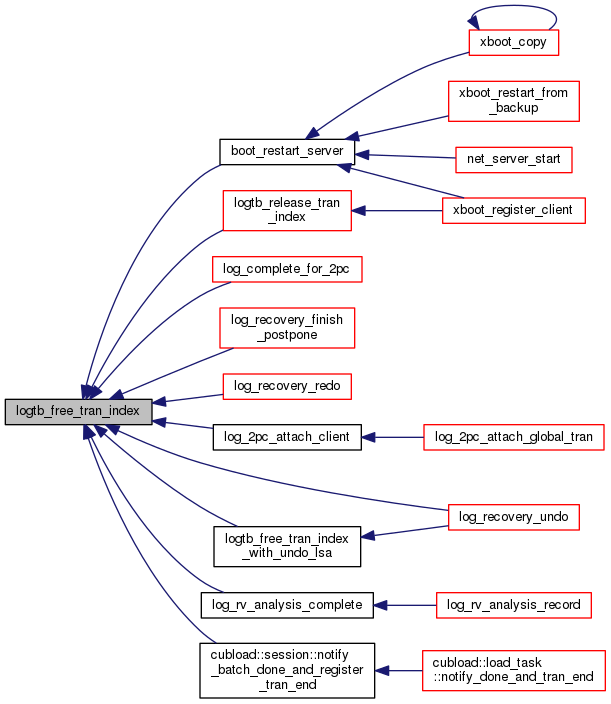 xboot_copy
xboot_restart_from
_backup
boot_restart_server
net_server_start
logtb_release_tran
_index
xboot_register_client
log_complete_for_2pc
log_recovery_finish
_postpone
log_recovery_redo
logtb_free_tran_index
log_2pc_attach_client
log_2pc_attach_global_tran
log_recovery_undo
logtb_free_tran_index
_with_undo_lsa
log_rv_analysis_complete
log_rv_analysis_record
cubload::session::notify
_batch_done_and_register
_tran_end
cubload::load_task
::notify_done_and_tran_end